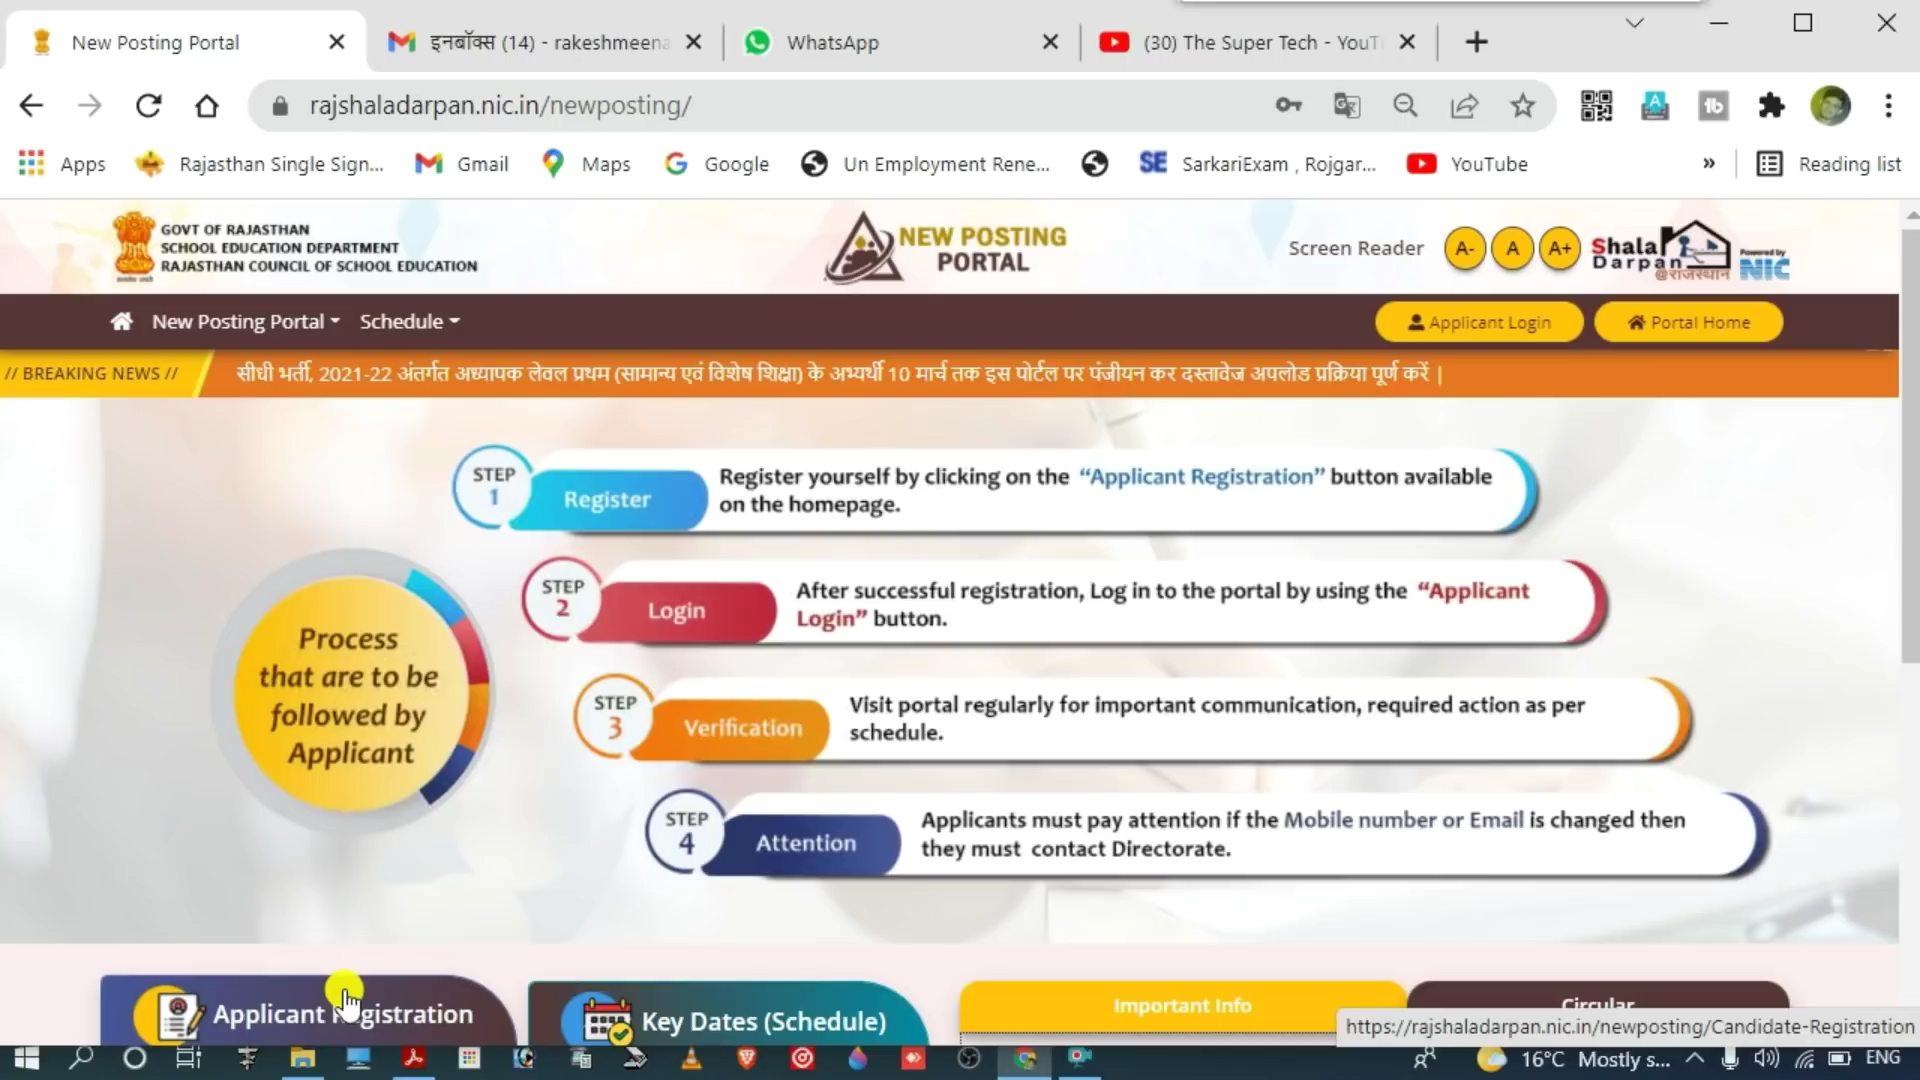 New Posting Portal
इनबॉक्स (14) - rakeshmeena
WhatsApp
(30) The Super Tech - YouT
rajshaladarpan.nic.in/newposting/
Apps
Rajasthan Single Sign...
Gmail
Maps
Google
Un Employment Rene...
SE
SarkariExam , Rojgar...
YouTube
»
Reading list
GOVT OF RAJASTHAN
SCHOOL EDUCATION DEPARTMENT
RAJASTHAN COUNCIL OF SCHOOL EDUCATION
NEW POSTING
PORTAL
Screen Reader
A-
A
A+
Shala
Darpan
@राजस्थान
Powered by
NIC
New Posting Portal
Schedule
Applicant Login
Portal Home
// BREAKING NEWS //
सीधी भर्ती, 2021-22 अंतर्गत अध्यापक लेवल प्रथम (सामान्य एवं विशेष शिक्षा) के अभ्यर्थी 10 मार्च तक इस पोर्टल पर पंजीयन कर दस्तावेज अपलोड प्रक्रिया पूर्ण करें |
Process
that are to be
followed by
Applicant
STEP
1
Register
Register yourself by clicking on the “Applicant Registration” button available
on the homepage.
STEP
2
Login
After successful registration, Log in to the portal by using the “Applicant
Login” button.
STEP
3
Verification
Visit portal regularly for important communication, required action as per
schedule.
STEP
4
Attention
Applicants must pay attention if the Mobile number or Email is changed then
they must contact Directorate.
Applicant Registration
Key Dates (Schedule)
Important Info
Circular
https://rajshaladarpan.nic.in/newposting/Candidate-Registration
16°C Mostly s...
ENG